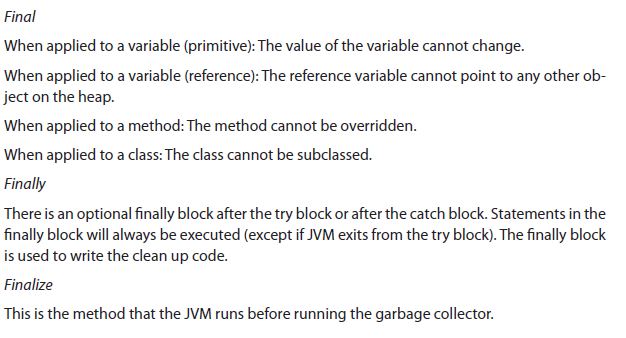 Final
When applied to a variable (primitive): The value of the variable cannot change.
When applied to a variable (reference): The reference variable cannot point to any other ob-
ject on the heap.
When applied to a method: The method cannot be overridden.
When applied to a class: The class cannot be subclassed.
Finally
There is an optional finally block after the try block or after the catch block. Statements in the
finally block will always be executed (except if JVM exits from the try block). The finally block
is used to write the clean up code.
Finalize
This is the method that the JVM runs before running the garbage collector.